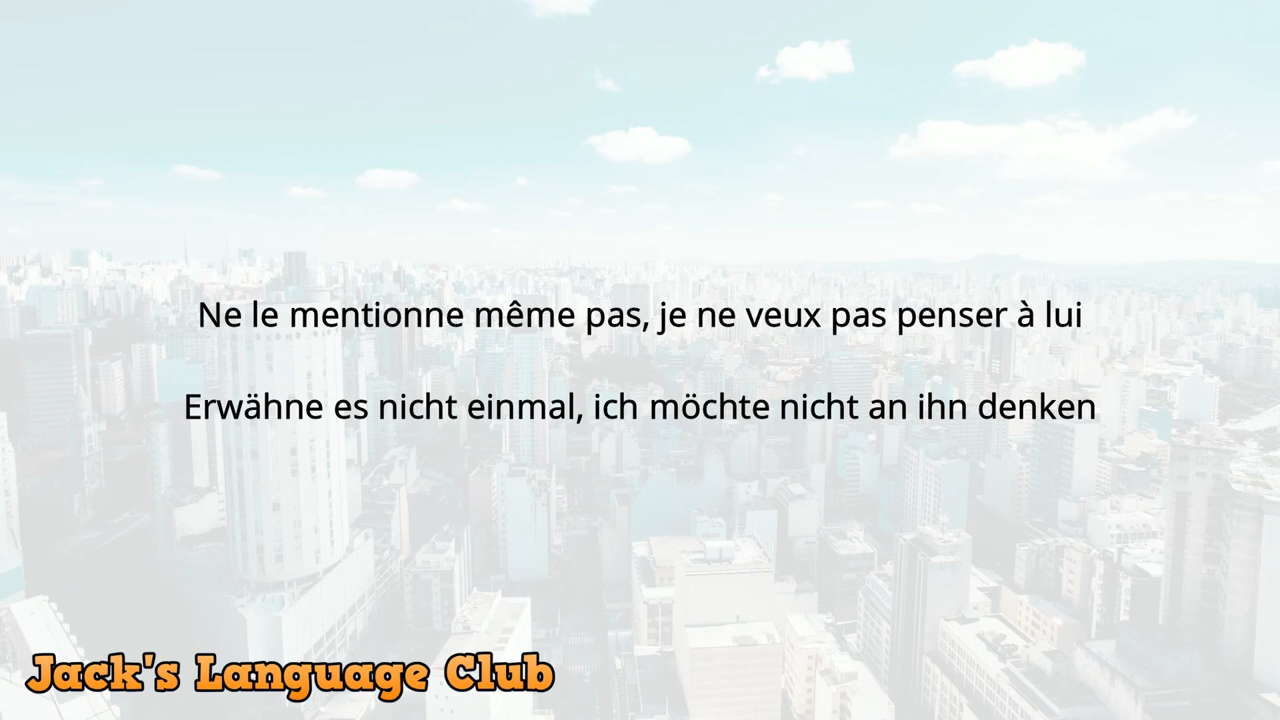 Ne le mentionne même pas, je ne veux pas penser à lui
Erwähne es nicht einmal, ich möchte nicht an ihn denken
Jack's Language Club